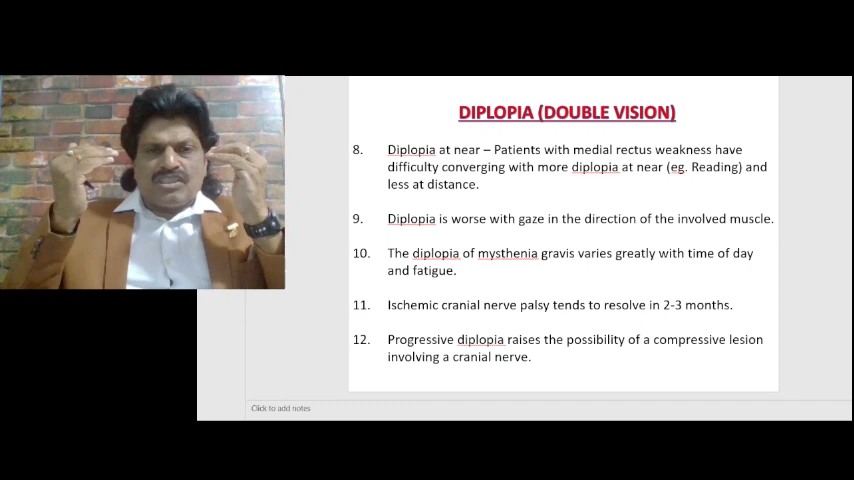 DIPLOPIA (DOUBLE VISION)
8. Diplopia at near – Patients with medial rectus weakness have
difficulty converging with more diplopia at near (eg. Reading) and
less at distance.
9. Diplopia is worse with gaze in the direction of the involved muscle.
10. The diplopia of mysthenia gravis varies greatly with time of day
and fatigue.
11. Ischemic cranial nerve palsy tends to resolve in 2-3 months.
12. Progressive diplopia raises the possibility of a compressive lesion
involving a cranial nerve.
Click to add notes